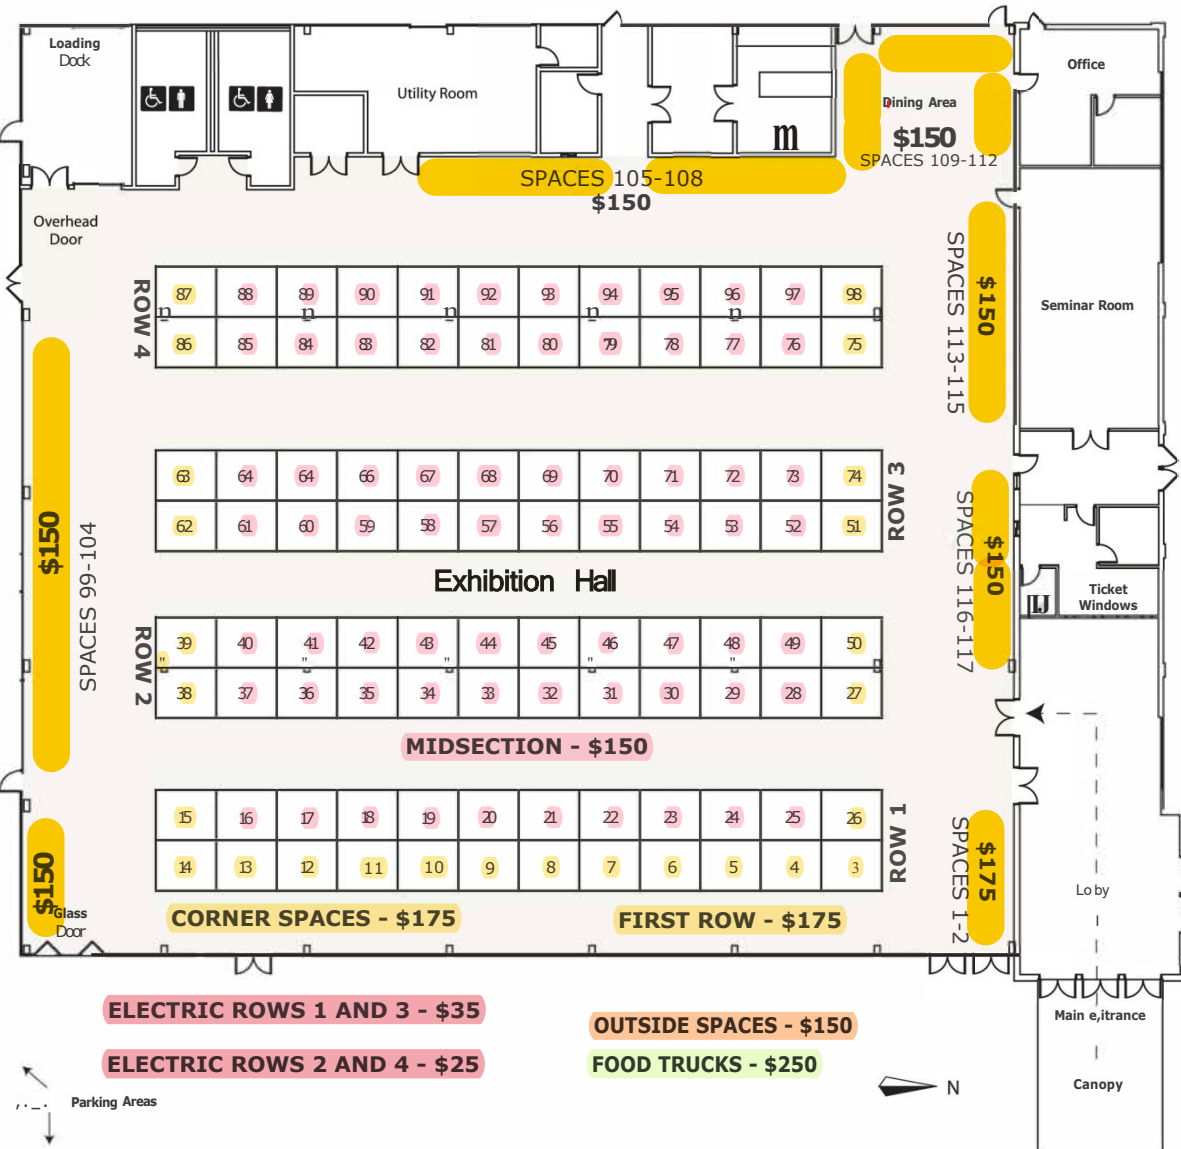 Loading
Dock
Utility Room
Office
Dining Area
$150
SPACES 109-112
m
SPACES 105-108
$150
Overhead
Door
ROW 4
87 88 89 90 91 92 93 94 95 96 97 98
n n n n n
86 85 84 83 82 81 80 79 78 77 76 75
SPACES 113-115
$150
Seminar Room
63 64 64 66 67 68 69 70 71 72 73 74
62 61 60 59 58 57 56 55 54 53 52 51
ROW 3
$150
SPACES 99-104
Exhibition Hall
SPACES 116-117
$150
Ticket
Windows
ROW 2
39 40 41 42 43 44 45 46 47 48 49 50
" " " " "
38 37 36 35 34 33 32 31 30 29 28 27
MIDSECTION - $150
15 16 17 18 19 20 21 22 23 24 25 26
14 13 12 11 10 9 8 7 6 5 4 3
ROW 1
SPACES 1-2
$175
$150
Glass
Door
Lo by
CORNER SPACES - $175
FIRST ROW - $175
ELECTRIC ROWS 1 AND 3 - $35
OUTSIDE SPACES - $150
ELECTRIC ROWS 2 AND 4 - $25
FOOD TRUCKS - $250
Main e,itrance
Canopy
N
Parking Areas